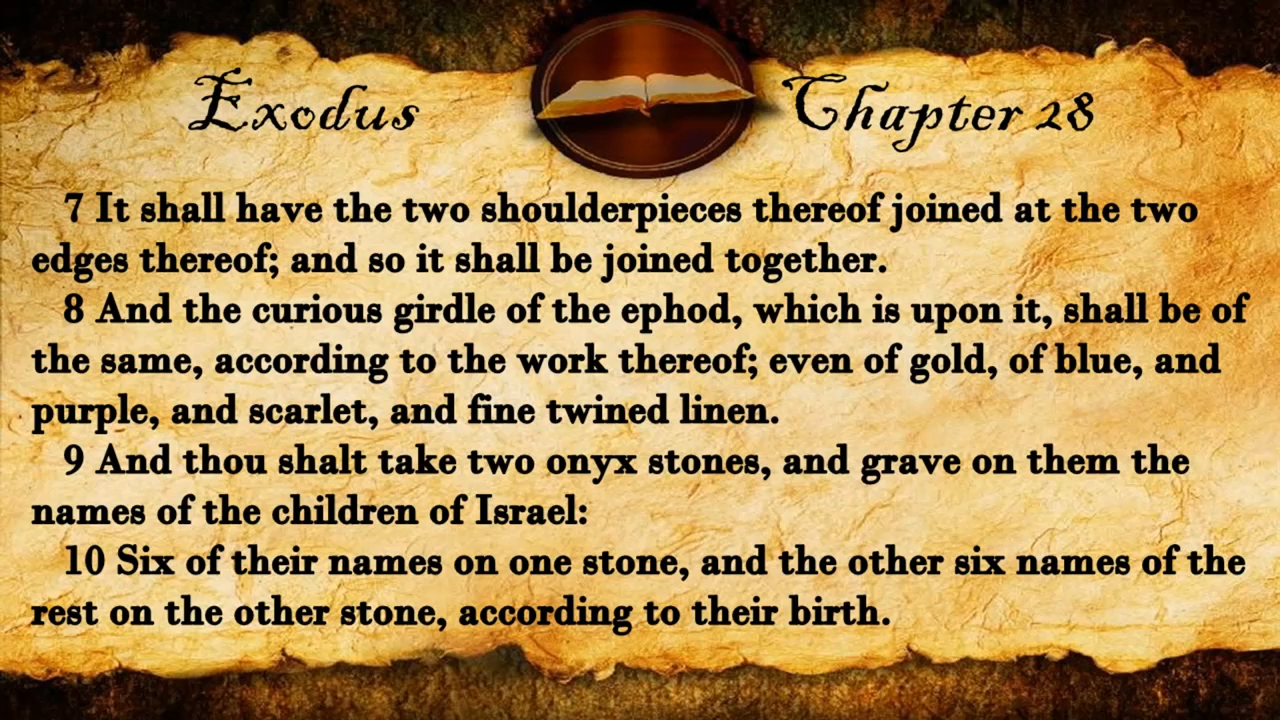 Exodus Chapter 28
7 It shall have the two shoulderpieces thereof joined at the two
edges thereof; and so it shall be joined together.
8 And the curious girdle of the ephod, which is upon it, shall be of
the same, according to the work thereof; even of gold, of blue, and
purple, and scarlet, and fine twined linen.
9 And thou shalt take two onyx stones, and grave on them the
names of the children of Israel:
10 Six of their names on one stone, and the other six names of the
rest on the other stone, according to their birth.